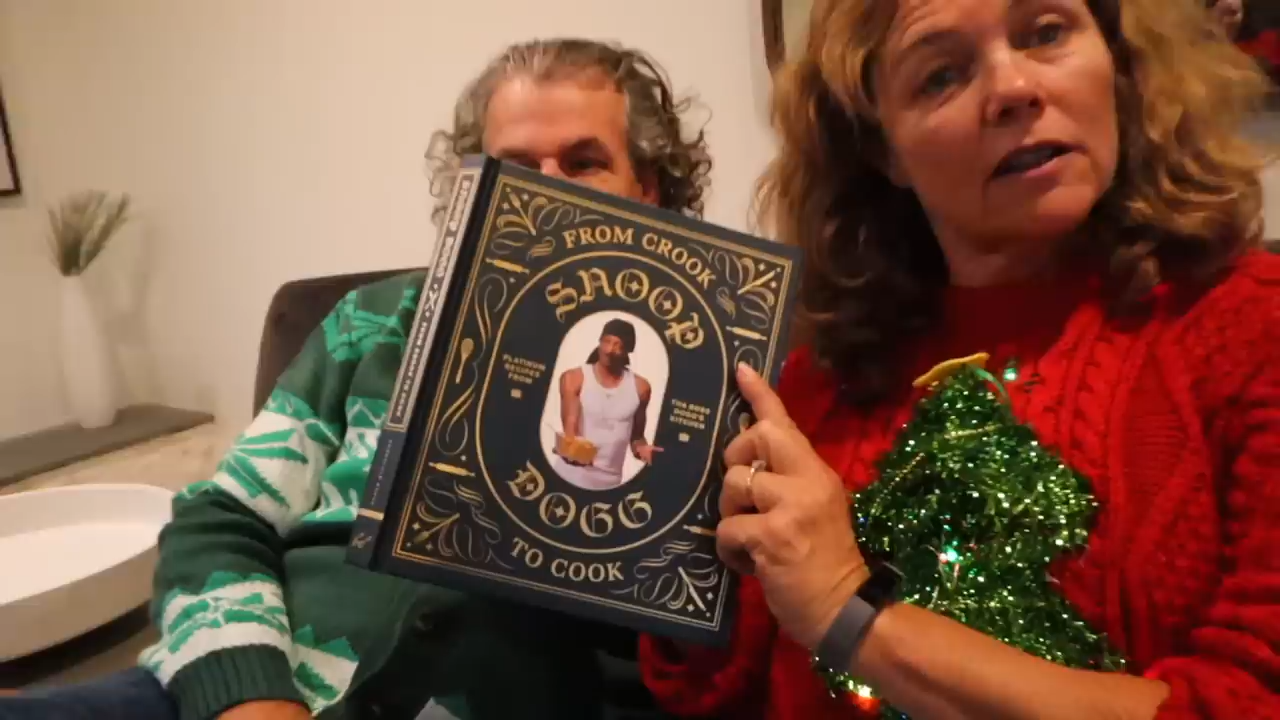 FROM CROOK
SNOOP
PLATINUM
RECIPES
FROM
THE BOSS
DOGG'S
KITCHEN
DOGG
TO COOK